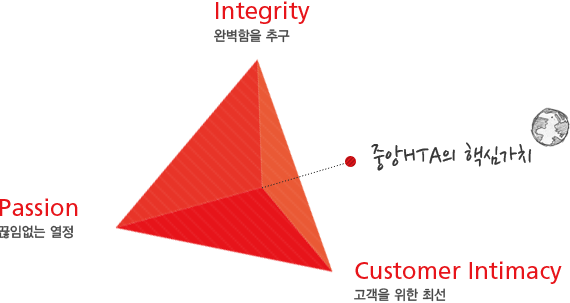 Integrity
완벽함을 추구
중앙HTA의 핵심가치
Passion
끊임없는 열정
Customer Intimacy
고객을 위한 최선